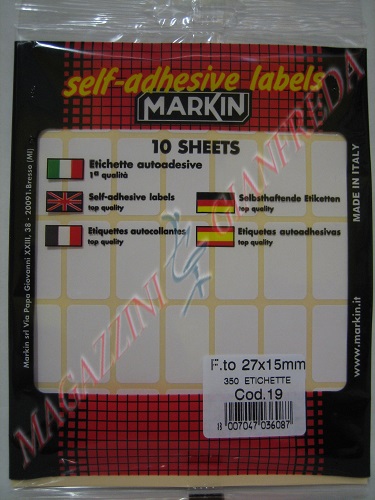 self-adhesive labels
MARKIN
10 SHEETS
Etichette autoadesive
1ª qualità
Self-adhesive labels
top quality
Selbsthaftende Etiketten
top quality
Etiquettes autocollantes
top quality
Etiquetas autoadhesivas
top quality
Markin srl Via Papa Giovanni XXIII, 38 - 20091 Bresso (MI)
MADE IN ITALY
www.markin.it
F.to 27x15mm
350 ETICHETTE
Cod.19
8 007047 036087
MAGAZZINI GIANFREDA